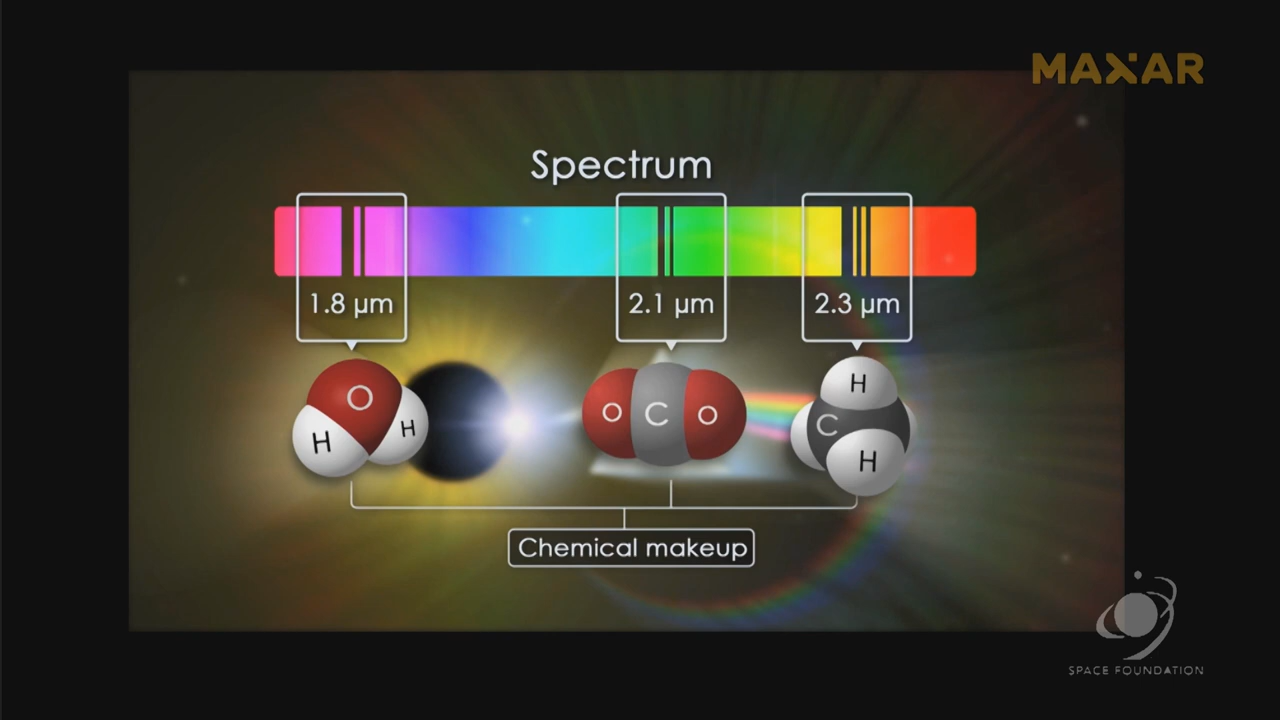 MAXAR
Spectrum
1.8 µm
2.1 µm
2.3 µm
O
H
H
O
C
O
H
C
H
Chemical makeup
SPACE FOUNDATION